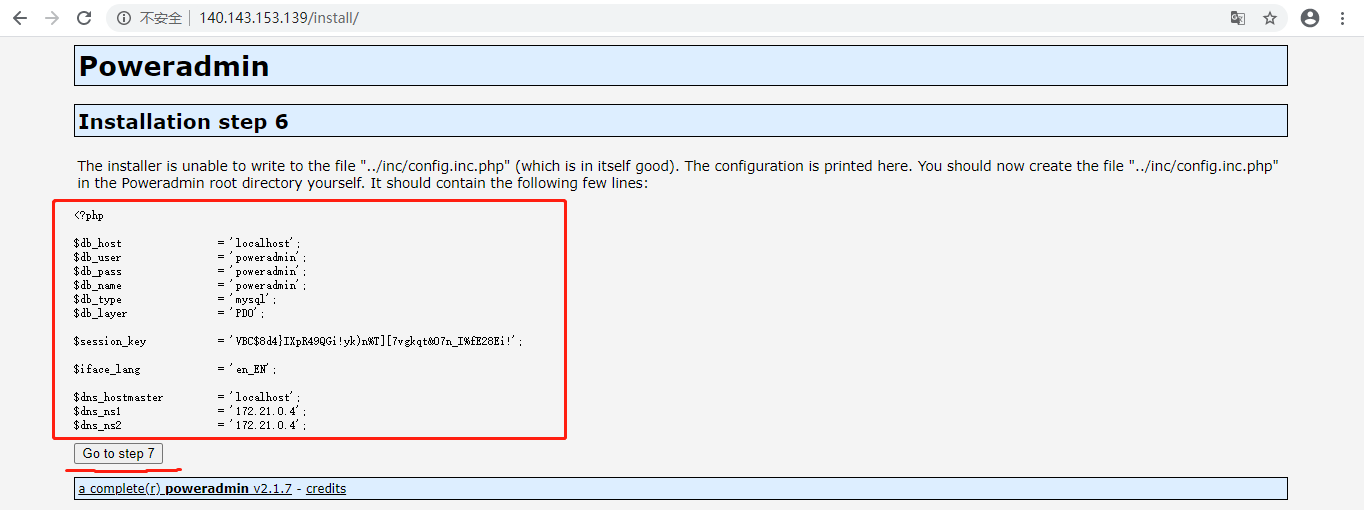 不安全 | 140.143.153.139/install/
Poweradmin
Installation step 6
The installer is unable to write to the file "../inc/config.inc.php" (which is in itself good). The configuration is printed here. You should now create the file "../inc/config.inc.php"
in the Poweradmin root directory yourself. It should contain the following few lines:
<?php
$db_host = 'localhost';
$db_user = 'poweradmin';
$db_pass = 'poweradmin';
$db_name = 'poweradmin';
$db_type = 'mysql';
$db_layer = 'PDO';
$session_key = 'VBC$8d4}IXpR49QGi!yk)n%T][7vgkqt&O7n_I%fE28Ei!';
$iface_lang = 'en_EN';
$dns_hostmaster = 'localhost';
$dns_ns1 = '172.21.0.4';
$dns_ns2 = '172.21.0.4';
Go to step 7
a complete(r) poweradmin v2.1.7 - credits